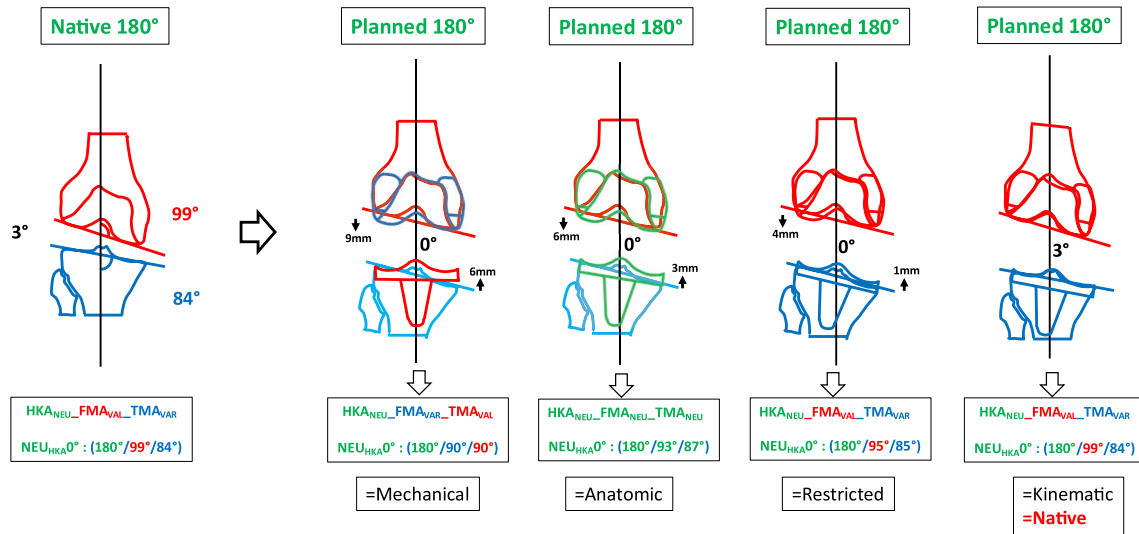 Native 180°
Planned 180°
Planned 180°
Planned 180°
Planned 180°
3°
99°
84°
9mm
0°
6mm
6mm
0°
3mm
4mm
0°
1mm
3°
HKANEU_FMAVAL_TMAVAR
NEUHKA0° : (180°/99°/84°)
HKANEU_FMAVAR_TMAVAL
NEUHKA0° : (180°/90°/90°)
HKANEU_FMANEU_TMANEU
NEUHKA0° : (180°/93°/87°)
HKANEU_FMAVAL_TMAVAR
NEUHKA0° : (180°/95°/85°)
HKANEU_FMAVAL_TMAVAR
NEUHKA0° : (180°/99°/84°)
=Mechanical
=Anatomic
=Restricted
=Kinematic
=Native